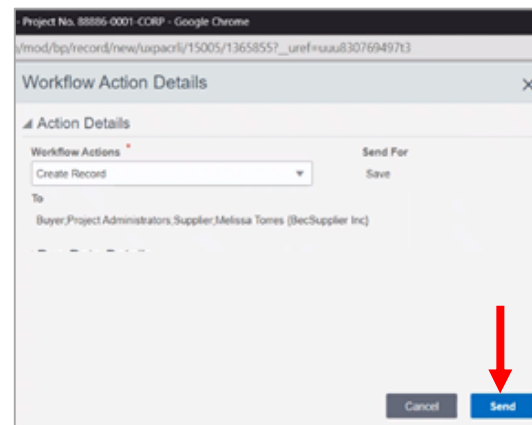 - Project No. 88886-0001-CORP - Google Chrome
/mod/bp/record/new/uxpacrli/15005/1365855?__uref=uuu830769497t3
Workflow Action Details
Action Details
Workflow Actions *
Send For
Create Record
Save
To
Buyer;Project Administrators;Supplier;Melissa Torres {BecSupplier Inc}
Cancel
Send